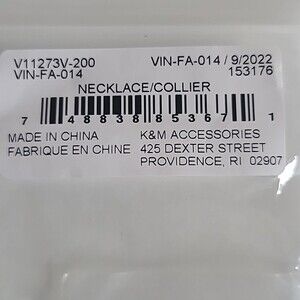 V11273V-200 VIN-FA-014 / 9/2022
VIN-FA-014 153176
NECKLACE/COLLIER
7 48838 85367 1
MADE IN CHINA K&M ACCESSORIES
FABRIQUE EN CHINE 425 DEXTER STREET
PROVIDENCE, RI 02907